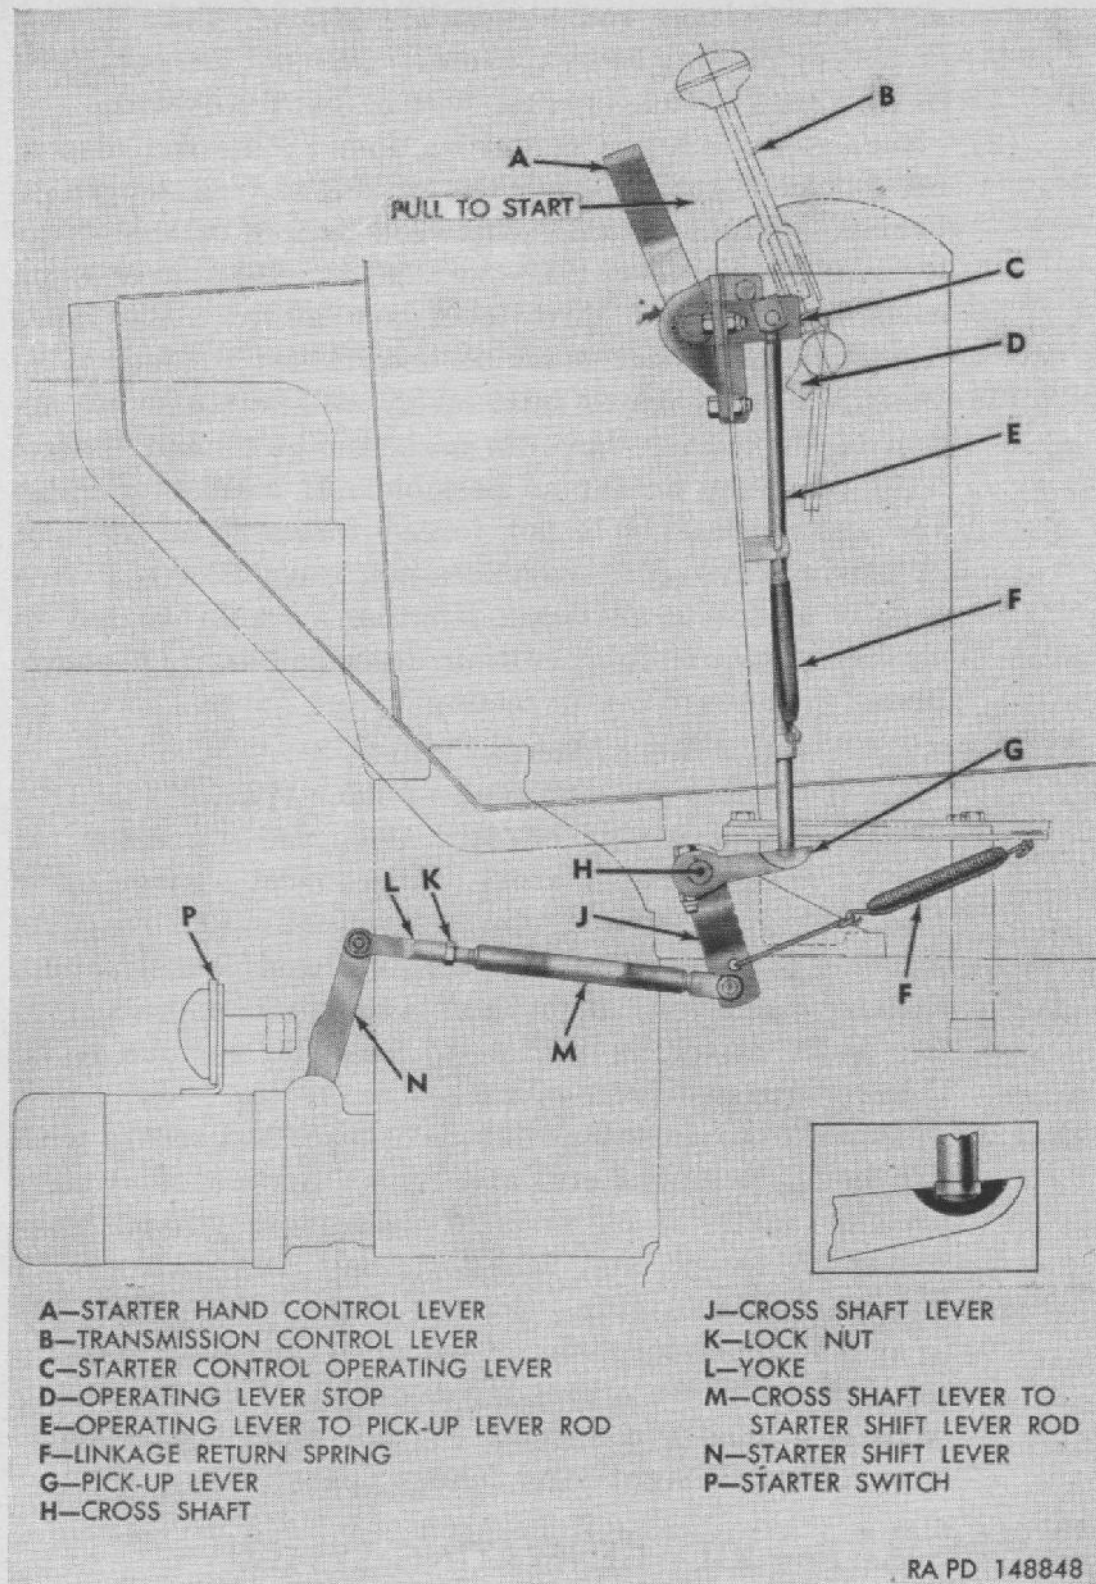 B
A
PULL TO START
C
D
E
F
G
H
K
L
J
P
F
M
N
A—STARTER HAND CONTROL LEVER
B—TRANSMISSION CONTROL LEVER
C—STARTER CONTROL OPERATING LEVER
D—OPERATING LEVER STOP
E—OPERATING LEVER TO PICK-UP LEVER ROD
F—LINKAGE RETURN SPRING
G—PICK-UP LEVER
H—CROSS SHAFT
J—CROSS SHAFT LEVER
K—LOCK NUT
L—YOKE
M—CROSS SHAFT LEVER TO
STARTER SHIFT LEVER ROD
N—STARTER SHIFT LEVER
P—STARTER SWITCH
RA PD 148848